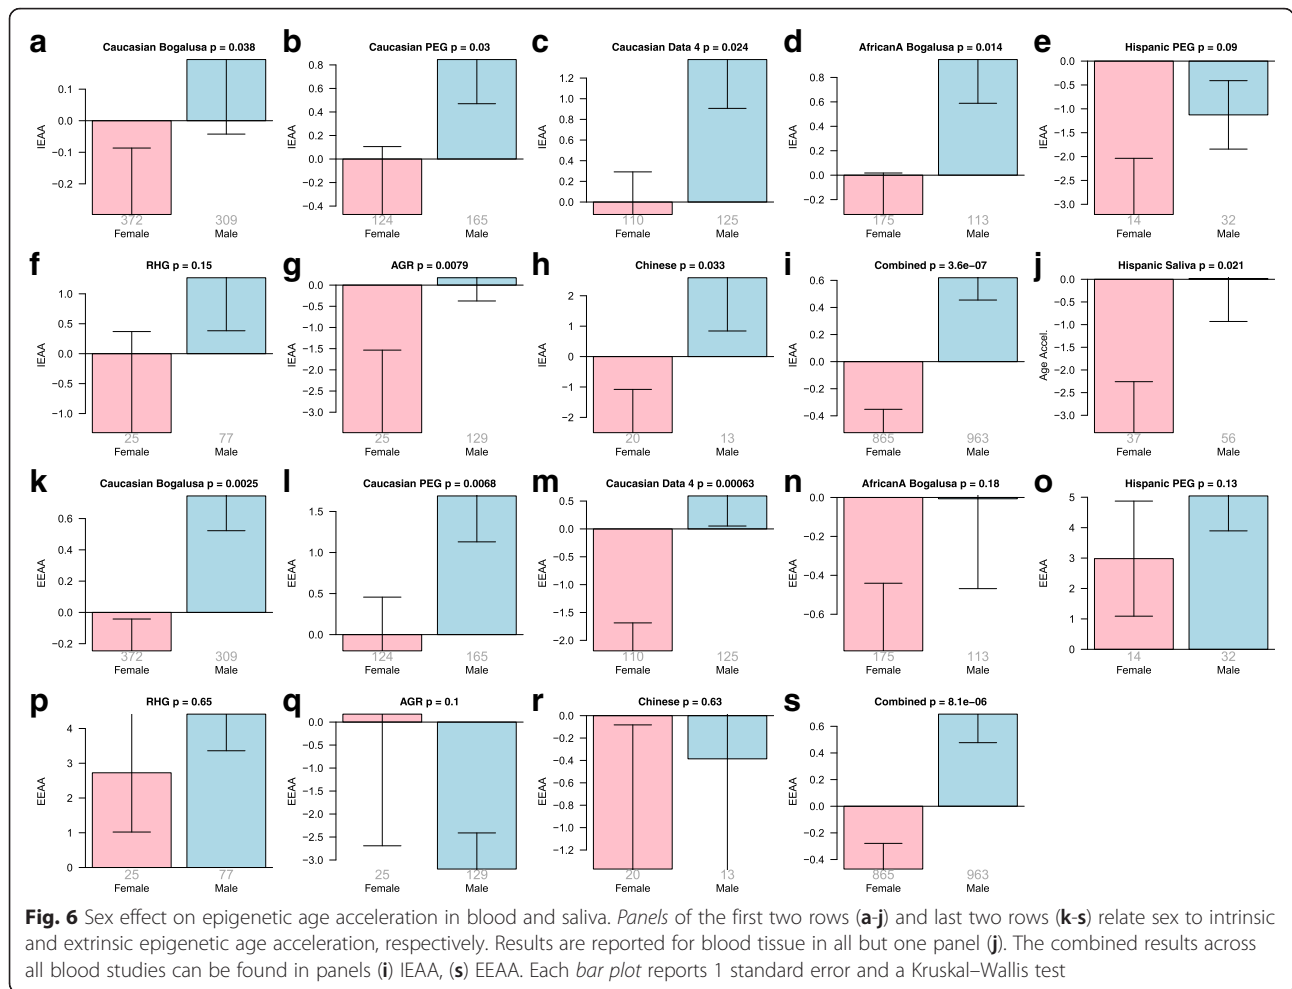 a
Caucasian Bogalusa p = 0.038
IEAA
0.1
0.0
−0.1
−0.2
372 309
Female Male
b
Caucasian PEG p = 0.03
IEAA
0.8
0.6
0.4
0.2
0.0
−0.2
−0.4
124 165
Female Male
c
Caucasian Data 4 p = 0.024
IEAA
1.2
1.0
0.8
0.6
0.4
0.2
0.0
110 125
Female Male
d
AfricanA Bogalusa p = 0.014
IEAA
0.8
0.6
0.4
0.2
0.0
−0.2
175 113
Female Male
e
Hispanic PEG p = 0.09
IEAA
0.0
−0.5
−1.0
−1.5
−2.0
−2.5
−3.0
14 32
Female Male
f
RHG p = 0.15
IEAA
1.0
0.5
0.0
−0.5
−1.0
25 77
Female Male
g
AGR p = 0.0079
IEAA
0.0
−0.5
−1.0
−1.5
−2.0
−2.5
−3.0
25 129
Female Male
h
Chinese p = 0.033
IEAA
2
1
0
−1
−2
20 13
Female Male
i
Combined p = 3.6e−07
IEAA
0.6
0.4
0.2
0.0
−0.2
−0.4
865 963
Female Male
j
Hispanic Saliva p = 0.021
Age Accel.
0.0
−0.5
−1.0
−1.5
−2.0
−2.5
−3.0
37 56
Female Male
k
Caucasian Bogalusa p = 0.0025
EEAA
0.6
0.4
0.2
0.0
−0.2
372 309
Female Male
l
Caucasian PEG p = 0.0068
EEAA
1.5
1.0
0.5
0.0
124 165
Female Male
m
Caucasian Data 4 p = 0.00063
EEAA
0.5
0.0
−0.5
−1.0
−1.5
−2.0
110 125
Female Male
n
AfricanA Bogalusa p = 0.18
EEAA
0.0
−0.2
−0.4
−0.6
175 113
Female Male
o
Hispanic PEG p = 0.13
EEAA
5
4
3
2
1
0
14 32
Female Male
p
RHG p = 0.65
EEAA
4
3
2
1
0
25 77
Female Male
q
AGR p = 0.1
EEAA
0.0
−0.5
−1.0
−1.5
−2.0
−2.5
−3.0
25 129
Female Male
r
Chinese p = 0.63
EEAA
0.0
−0.2
−0.4
−0.6
−0.8
−1.0
−1.2
20 13
Female Male
s
Combined p = 8.1e−06
EEAA
0.6
0.4
0.2
0.0
−0.2
−0.4
865 963
Female Male
Fig. 6 Sex effect on epigenetic age acceleration in blood and saliva. Panels of the first two rows (a-j) and last two rows (k-s) relate sex to intrinsic
and extrinsic epigenetic age acceleration, respectively. Results are reported for blood tissue in all but one panel (j). The combined results across
all blood studies can be found in panels (i) IEAA, (s) EEAA. Each bar plot reports 1 standard error and a Kruskal–Wallis test